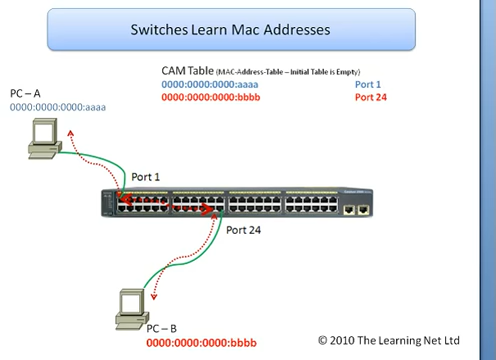 Switches Learn Mac Addresses
CAM Table (MAC-Address-Table – Initial Table is Empty)
0000:0000:0000:aaaa Port 1
0000:0000:0000:bbbb Port 24
PC – A
0000:0000:0000:aaaa
Port 1
Port 24
PC – B
0000:0000:0000:bbbb
© 2010 The Learning Net Ltd